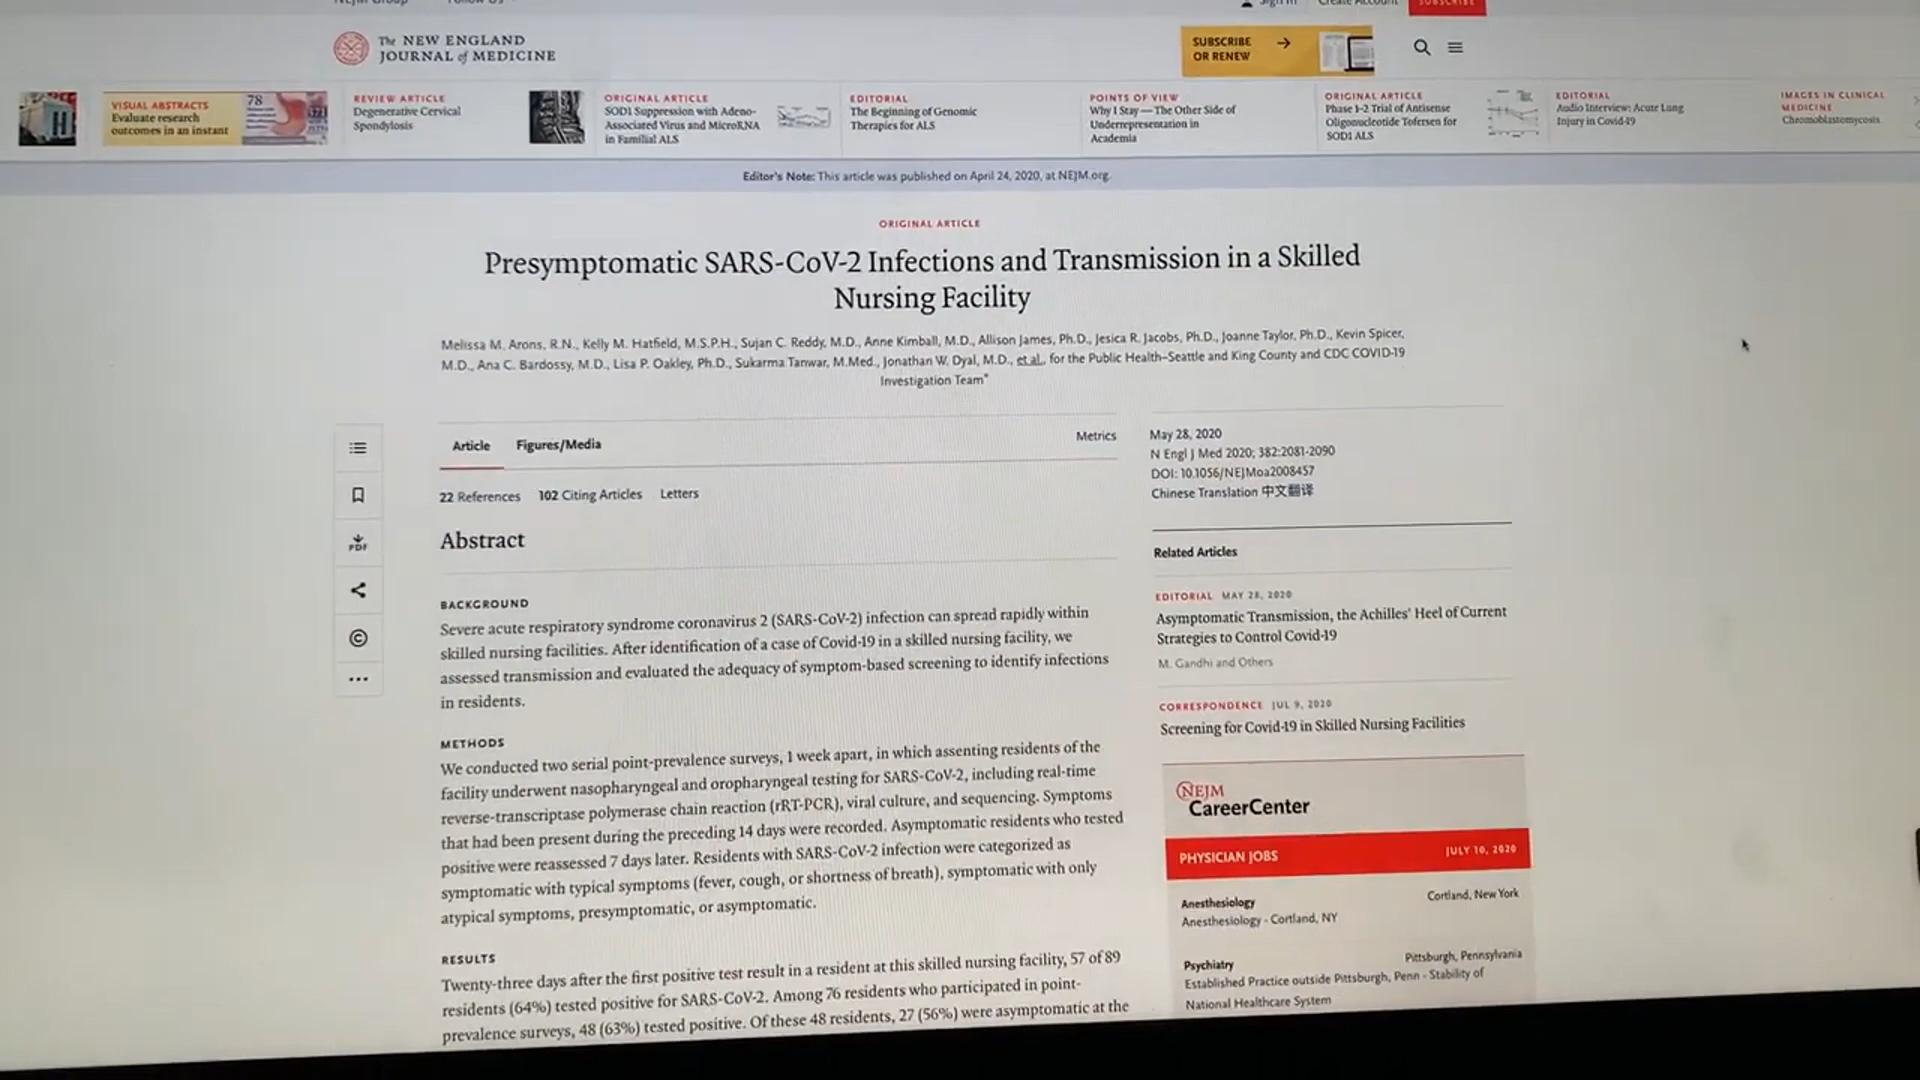 NEJM Group
Follow Us
Sign In
Create Account
SUBSCRIBE
The NEW ENGLAND
JOURNAL of MEDICINE
SUBSCRIBE
OR RENEW
VISUAL ABSTRACTS
Evaluate research
outcomes in an instant
78
REVIEW ARTICLE
Degenerative Cervical
Spondylosis
ORIGINAL ARTICLE
SOD1 Suppression with Adeno-
Associated Virus and MicroRNA
in Familial ALS
EDITORIAL
The Beginning of Genomic
Therapies for ALS
POINTS OF VIEW
Why I Stay — The Other Side of
Underrepresentation in
Academia
ORIGINAL ARTICLE
Phase 1–2 Trial of Antisense
Oligonucleotide Tofersen for
SOD1 ALS
EDITORIAL
Audio Interview: Acute Lung
Injury in Covid-19
IMAGES IN CLINICAL
MEDICINE
Chromoblastomycosis
Editor's Note: This article was published on April 24, 2020, at NEJM.org.
ORIGINAL ARTICLE
Presymptomatic SARS-CoV-2 Infections and Transmission in a Skilled
Nursing Facility
Melissa M. Arons, R.N., Kelly M. Hatfield, M.S.P.H., Sujan C. Reddy, M.D., Anne Kimball, M.D., Allison James, Ph.D., Jesica R. Jacobs, Ph.D., Joanne Taylor, Ph.D., Kevin Spicer,
M.D., Ana C. Bardossy, M.D., Lisa P. Oakley, Ph.D., Sukarma Tanwar, M.Med., Jonathan W. Dyal, M.D., et al., for the Public Health–Seattle and King County and CDC COVID-19
Investigation Team*
Article
Figures/Media
Metrics
22 References
102 Citing Articles
Letters
PDF
Abstract
BACKGROUND
Severe acute respiratory syndrome coronavirus 2 (SARS-CoV-2) infection can spread rapidly within
skilled nursing facilities. After identification of a case of Covid-19 in a skilled nursing facility, we
assessed transmission and evaluated the adequacy of symptom-based screening to identify infections
in residents.
METHODS
We conducted two serial point-prevalence surveys, 1 week apart, in which assenting residents of the
facility underwent nasopharyngeal and oropharyngeal testing for SARS-CoV-2, including real-time
reverse-transcriptase polymerase chain reaction (rRT-PCR), viral culture, and sequencing. Symptoms
that had been present during the preceding 14 days were recorded. Asymptomatic residents who tested
positive were reassessed 7 days later. Residents with SARS-CoV-2 infection were categorized as
symptomatic with typical symptoms (fever, cough, or shortness of breath), symptomatic with only
atypical symptoms, presymptomatic, or asymptomatic.
RESULTS
Twenty-three days after the first positive test result in a resident at this skilled nursing facility, 57 of 89
residents (64%) tested positive for SARS-CoV-2. Among 76 residents who participated in point-
prevalence surveys, 48 (63%) tested positive. Of these 48 residents, 27 (56%) were asymptomatic at the
May 28, 2020
N Engl J Med 2020; 382:2081-2090
DOI: 10.1056/NEJMoa2008457
Chinese Translation 中文翻译
Related Articles
EDITORIAL MAY 28, 2020
Asymptomatic Transmission, the Achilles' Heel of Current
Strategies to Control Covid-19
M. Gandhi and Others
CORRESPONDENCE JUL 9, 2020
Screening for Covid-19 in Skilled Nursing Facilities
NEJM
CareerCenter
PHYSICIAN JOBS
JULY 10, 2020
Anesthesiology
Cortland, New York
Anesthesiology - Cortland, NY
Psychiatry
Pittsburgh, Pennsylvania
Established Practice outside Pittsburgh, Penn - Stability of
National Healthcare System